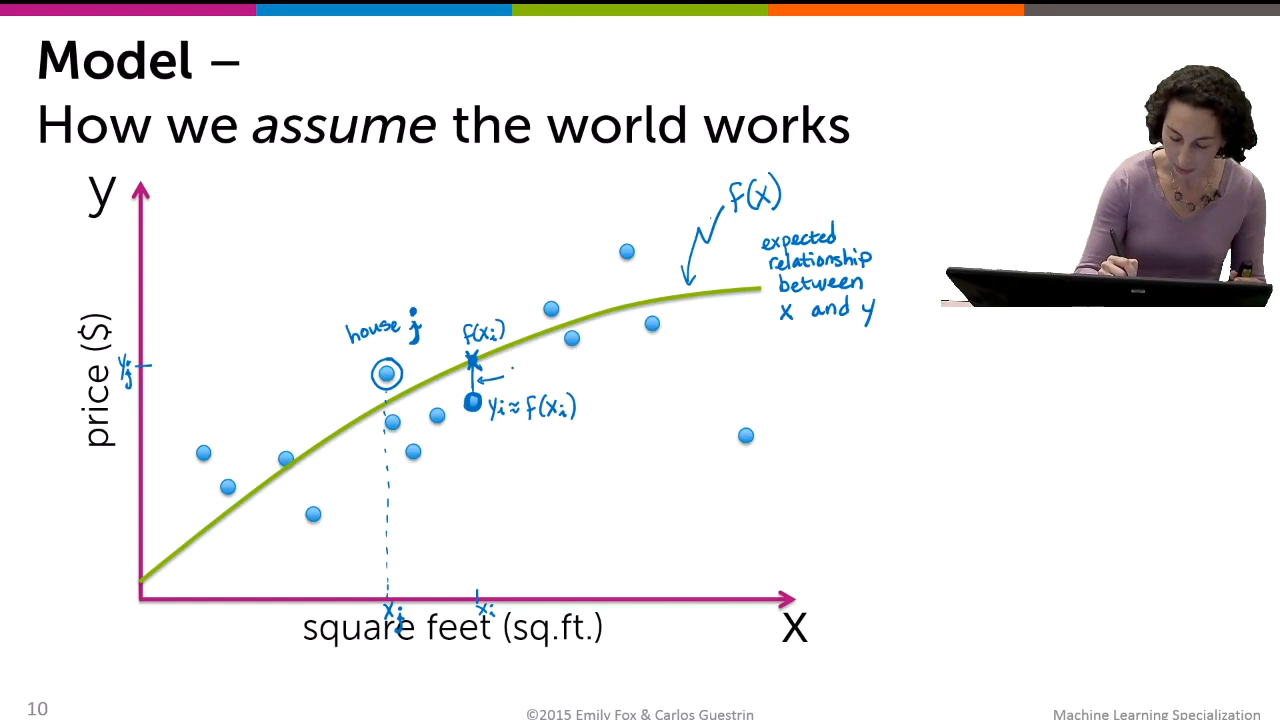 Model –
How we assume the world works
y
f(x)
expected
relationship
between
x and y
house j
f(xi)
yi ≈ f(xi)
yj
price ($)
xj
xi
square feet (sq.ft.)
x
10
©2015 Emily Fox & Carlos Guestrin
Machine Learning Specialization